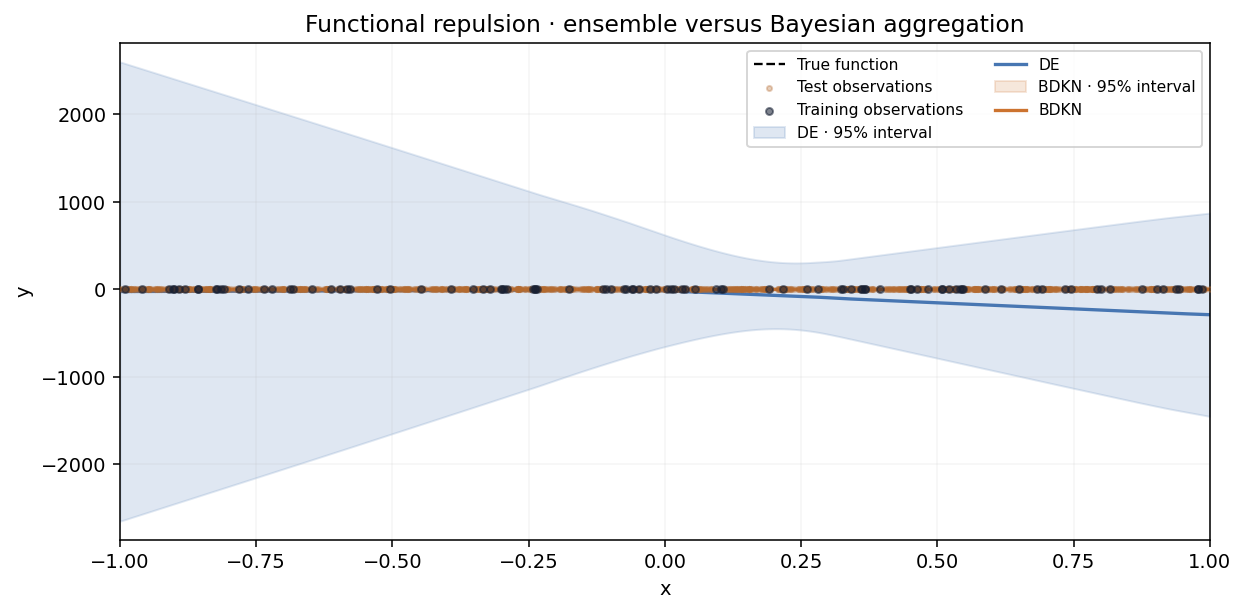 Functional repulsion · ensemble versus Bayesian aggregation
True function
Test observations
Training observations
DE · 95% interval
DE
BDKN · 95% interval
BDKN
y
2000
1000
0
−1000
−2000
−1.00 −0.75 −0.50 −0.25 0.00 0.25 0.50 0.75 1.00
x